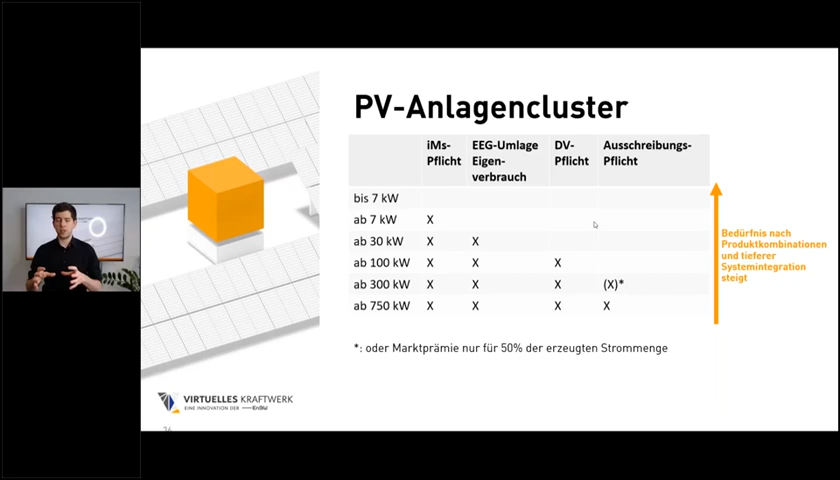 PV-Anlagencluster
iMs- EEG-Umlage DV- Ausschreibungs-
Pflicht Eigen- Pflicht Pflicht
verbrauch
bis 7 kW
ab 7 kW X
ab 30 kW X X
ab 100 kW X X X
ab 300 kW X X X (X)*
ab 750 kW X X X X
Bedürfnis nach
Produktkombinationen
und tieferer
Systemintegration
steigt
*: oder Marktprämie nur für 50% der erzeugten Strommenge
VIRTUELLES KRAFTWERK
EINE INNOVATION DER EnBW